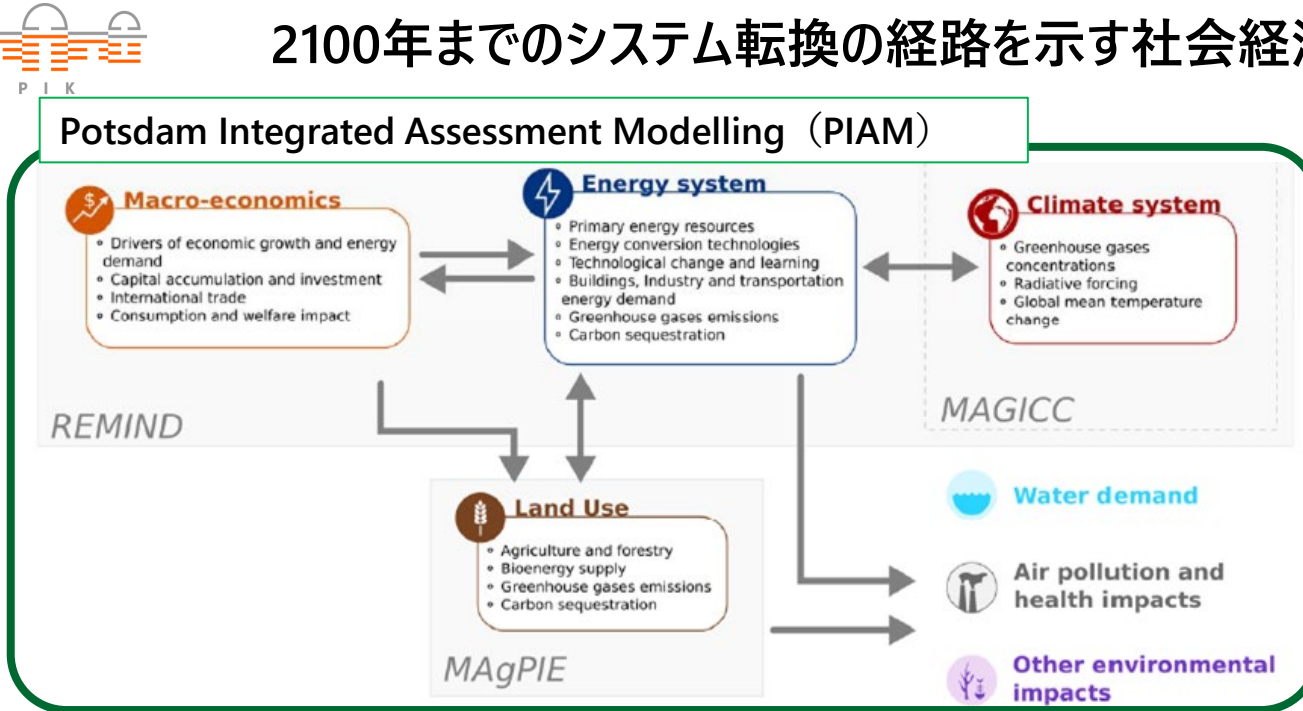 2100年までのシステム転換の経路を示す社会経
P I K
Potsdam Integrated Assessment Modelling（PIAM）
Macro-economics
Drivers of economic growth and energy
demand
Capital accumulation and investment
International trade
Consumption and welfare impact
Energy system
Primary energy resources
Energy conversion technologies
Technological change and learning
Buildings, Industry and transportation
energy demand
Greenhouse gases emissions
Carbon sequestration
Climate system
Greenhouse gases
concentrations
Radiative forcing
Global mean temperature
change
REMIND
MAGICC
Land Use
Agriculture and forestry
Bioenergy supply
Greenhouse gases emissions
Carbon sequestration
MAgPIE
Water demand
Air pollution and
health impacts
Other environmental
impacts